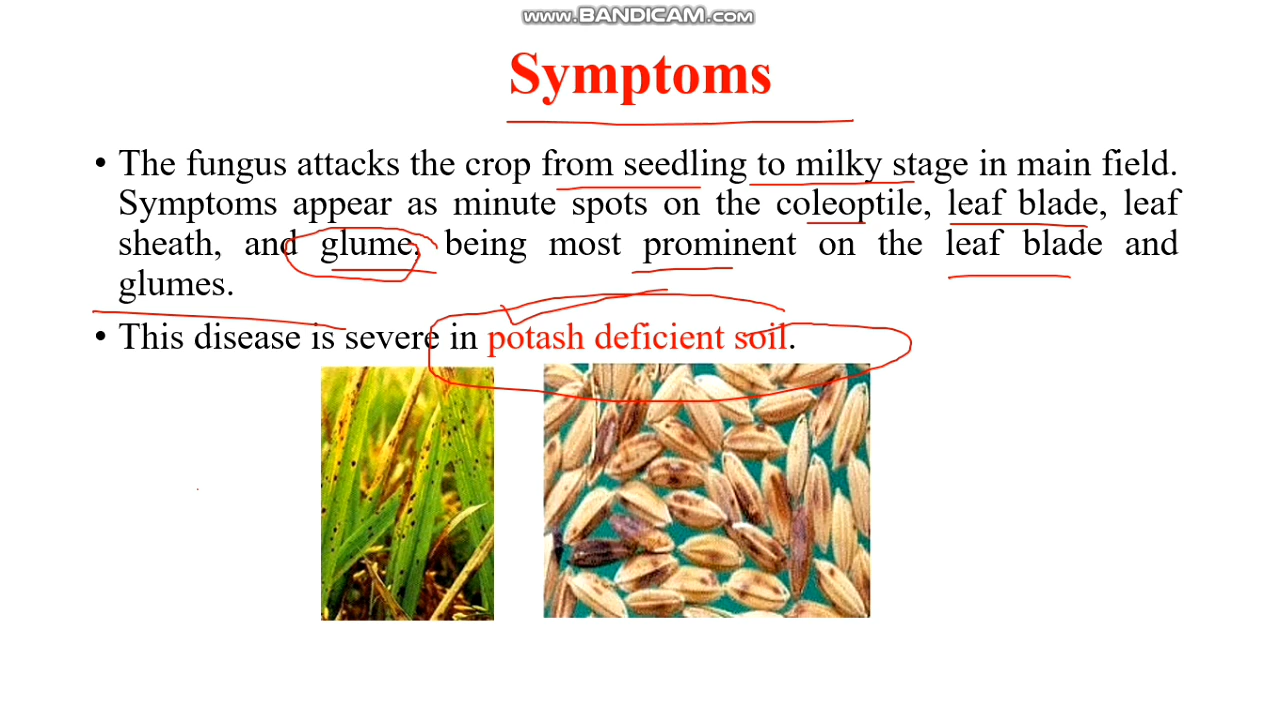 www.BANDICAM.com
Symptoms
• The fungus attacks the crop from seedling to milky stage in main field.
Symptoms appear as minute spots on the coleoptile, leaf blade, leaf
sheath, and glume, being most prominent on the leaf blade and
glumes.
• This disease is severe in potash deficient soil.